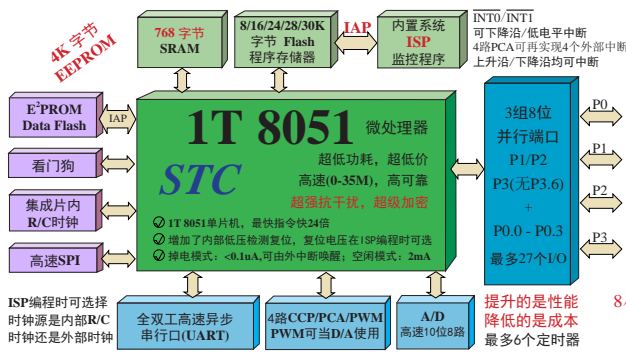 4K 字节
EEPROM
768 字节
SRAM
8/16/24/28/30K
字节 Flash
程序存储器
IAP
内置系统
ISP
监控程序
INT0/INT1
可下降沿/低电平中断
4路PCA可再实现4个外部中断
上升沿/下降沿均可中断
E²PROM
Data Flash
IAP
看门狗
集成片内
R/C时钟
高速SPI
1T 8051 微处理器
STC
超低功耗，超低价
高速(0-35M)，高可靠
超强抗干扰，超级加密
1T 8051单片机，最快指令快24倍
增加了内部低压检测复位，复位电压在ISP编程时可选
掉电模式：<0.1uA,可由外中断唤醒；空闲模式：2mA
3组8位
并行端口
P1/P2
P3(无P3.6)
+
P0.0 - P0.3
最多27个I/O
P0
P1
P2
P3
ISP编程时可选择
时钟源是内部R/C
时钟还是外部时钟
全双工高速异步
串行口(UART)
4路CCP/PCA/PWM
PWM可当D/A使用
A/D
高速10位8路
提升的是性能
降低的是成本
最多6个定时器
8